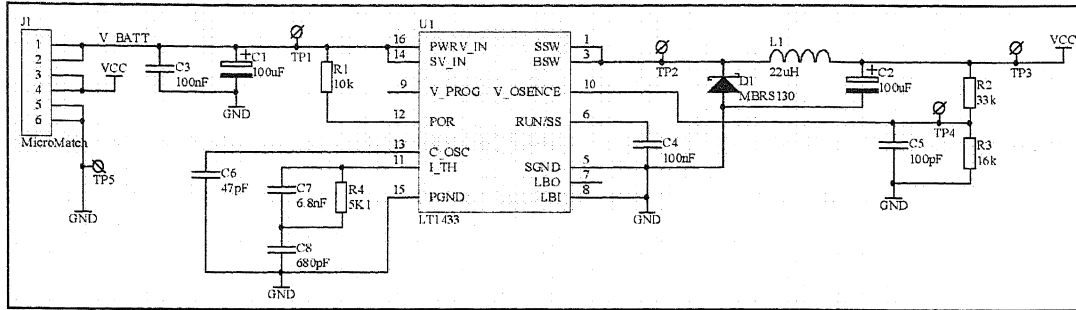 J1
1
2
3
4
5
6
MicroMatch
V_BATT
VCC
C3
100nF
C1
100uF
GND
TP1
R1
10k
TP5
GND
C6
47pF
C7
6.8nF
R4
5K1
C8
680pF
GND
U1
16
14
9
12
13
11
15
PWRV_IN
SV_IN
V_PROG
POR
C_OSC
I_TH
PGND
LT1433
SSW
BSW
V_OSENCE
RUN/SS
SGND
LBO
LBI
1
3
10
6
5
7
8
C4
100nF
GND
TP2
D1
MBRS130
L1
22uH
C2
100uF
TP3
VCC
R2
33k
TP4
C5
100pF
R3
16k
GND